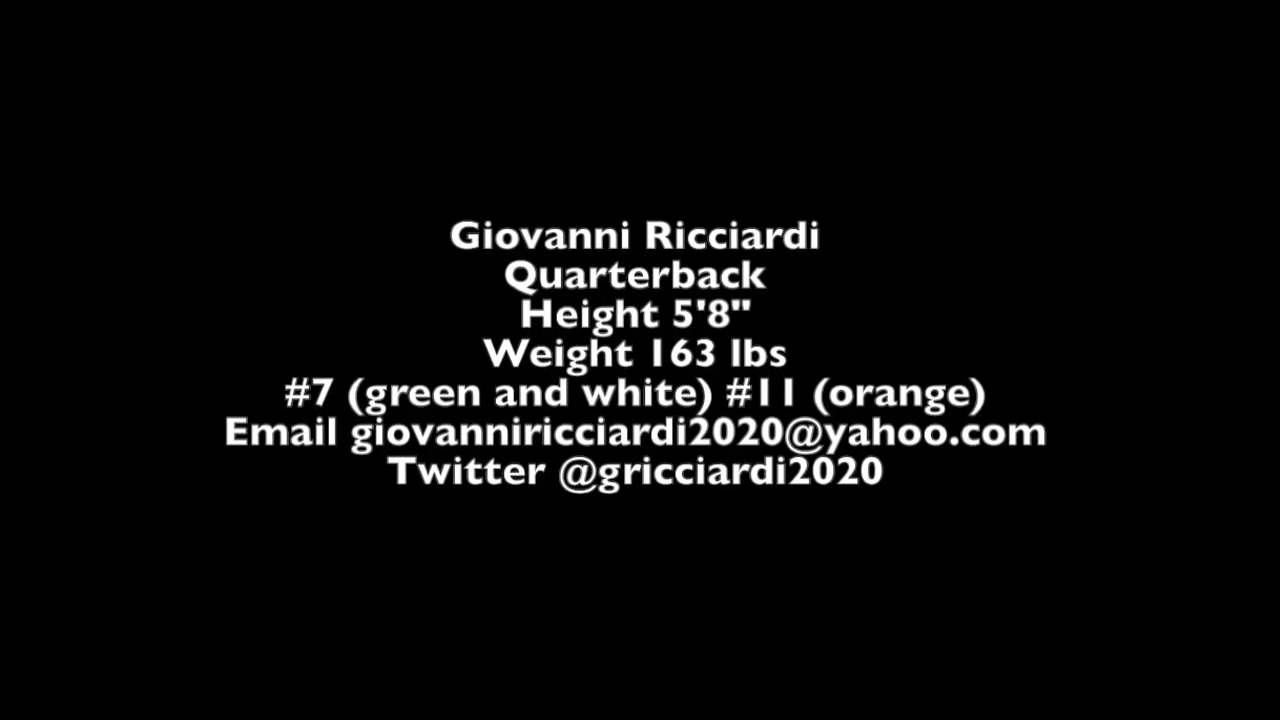 Giovanni Ricciardi
Quarterback
Height 5'8"
Weight 163 lbs
#7 (green and white) #11 (orange)
Email giovanniricciardi2020@yahoo.com
Twitter @gricciardi2020